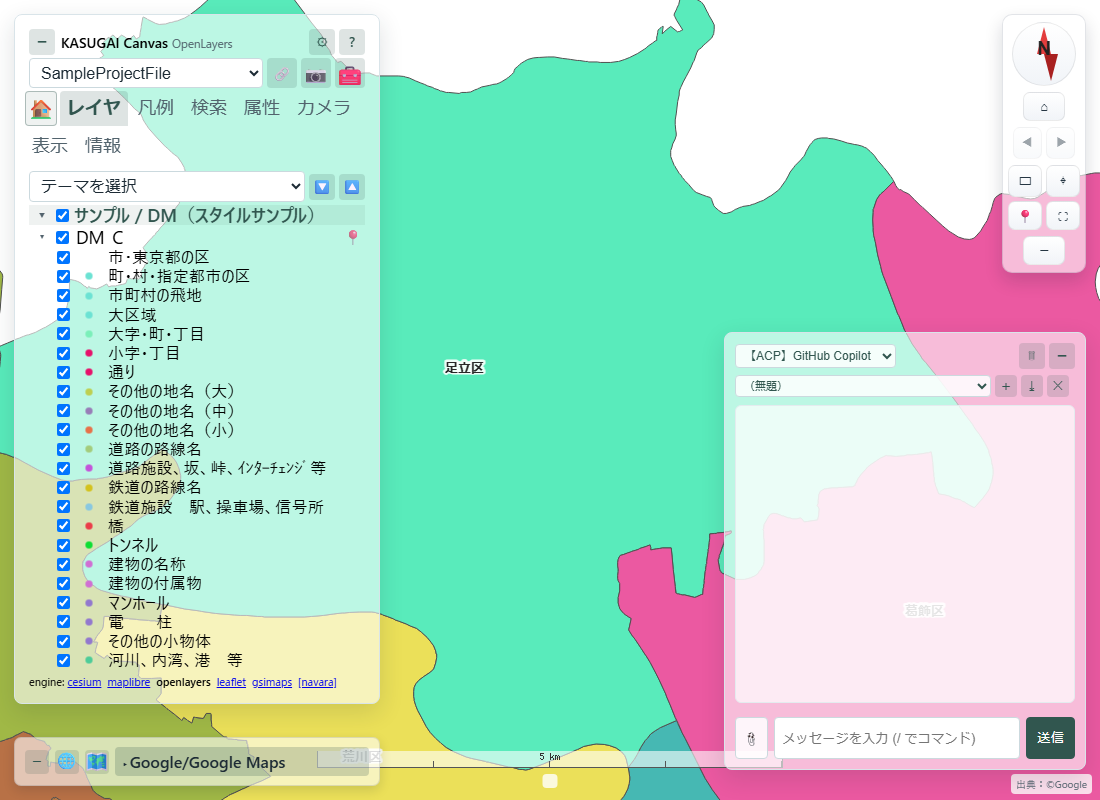 KASUGAI Canvas OpenLayers
?
SampleProjectFile
レイヤ 凡例 検索 属性 カメラ
表示 情報
テーマを選択
サンプル / DM（スタイルサンプル）
DM C
市・東京都の区
町・村・指定都市の区
市町村の飛地
大区域
大字・町・丁目
小字・丁目
通り
その他の地名（大）
その他の地名（中）
その他の地名（小）
道路の路線名
道路施設、坂、峠、ｲﾝﾀｰﾁｪﾝｼﾞ等
鉄道の路線名
鉄道施設　駅、操車場、信号所
橋
トンネル
建物の名称
建物の付属物
マンホール
電　　柱
その他の小物体
河川、内湾、港　等
engine: cesium maplibre openlayers leaflet gsimaps [navara]
Google/Google Maps
荒川区
5 km
足立区
N
【ACP】GitHub Copilot
（無題）
葛飾区
メッセージを入力 (/ でコマンド)
送信
出典：©Google